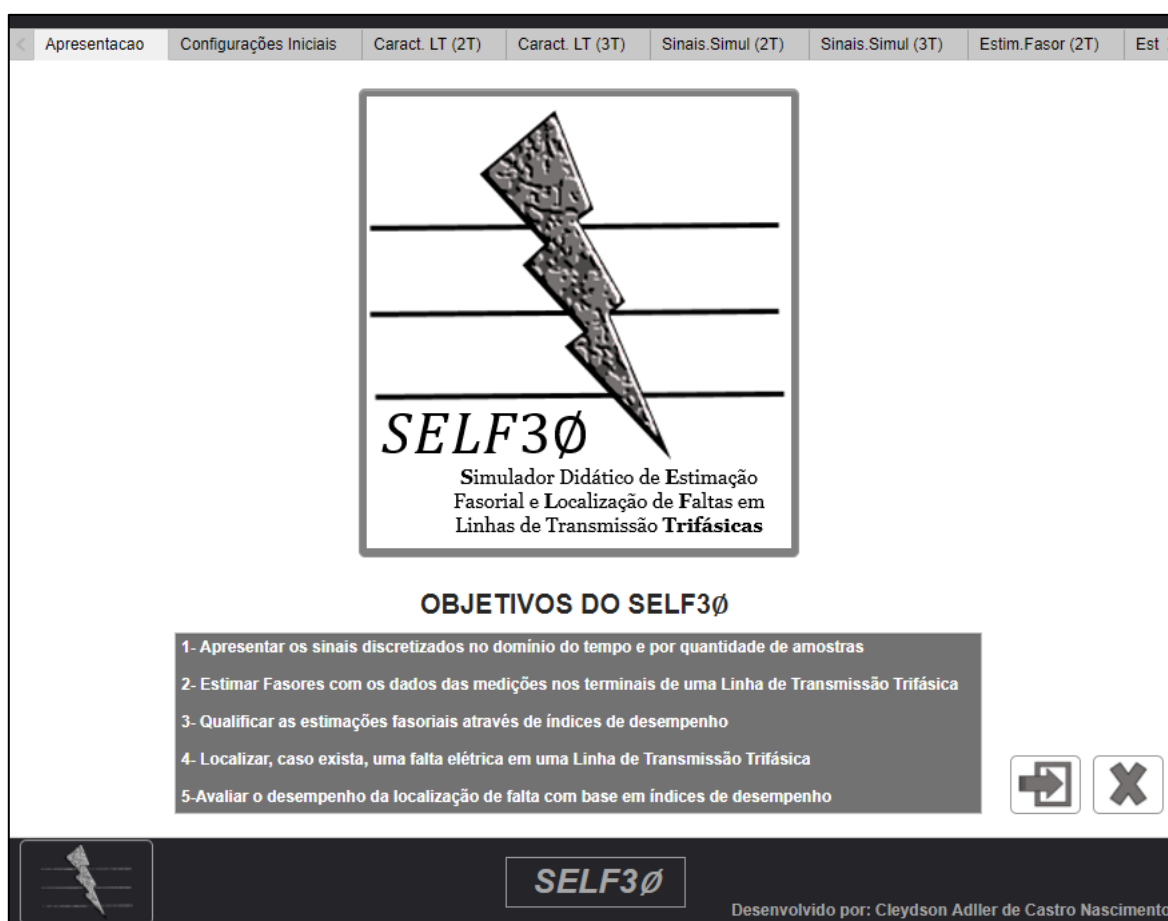 Apresentacao
Configurações Iniciais
Caract. LT (2T)
Caract. LT (3T)
Sinais.Simul (2T)
Sinais.Simul (3T)
Estim.Fasor (2T)
Est
SELF3Ø
Simulador Didático de Estimação
Fasorial e Localização de Faltas em
Linhas de Transmissão Trifásicas
OBJETIVOS DO SELF3Ø
1- Apresentar os sinais discretizados no domínio do tempo e por quantidade de amostras
2- Estimar Fasores com os dados das medições nos terminais de uma Linha de Transmissão Trifásica
3- Qualificar as estimações fasoriais através de índices de desempenho
4- Localizar, caso exista, uma falta elétrica em uma Linha de Transmissão Trifásica
5-Avaliar o desempenho da localização de falta com base em índices de desempenho
SELF3Ø
Desenvolvido por: Cleydson Adller de Castro Nascimento